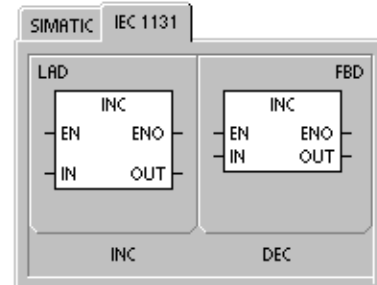 SIMATIC IEC 1131
LAD FBD
INC INC
EN ENO EN ENO
IN OUT IN OUT
INC DEC